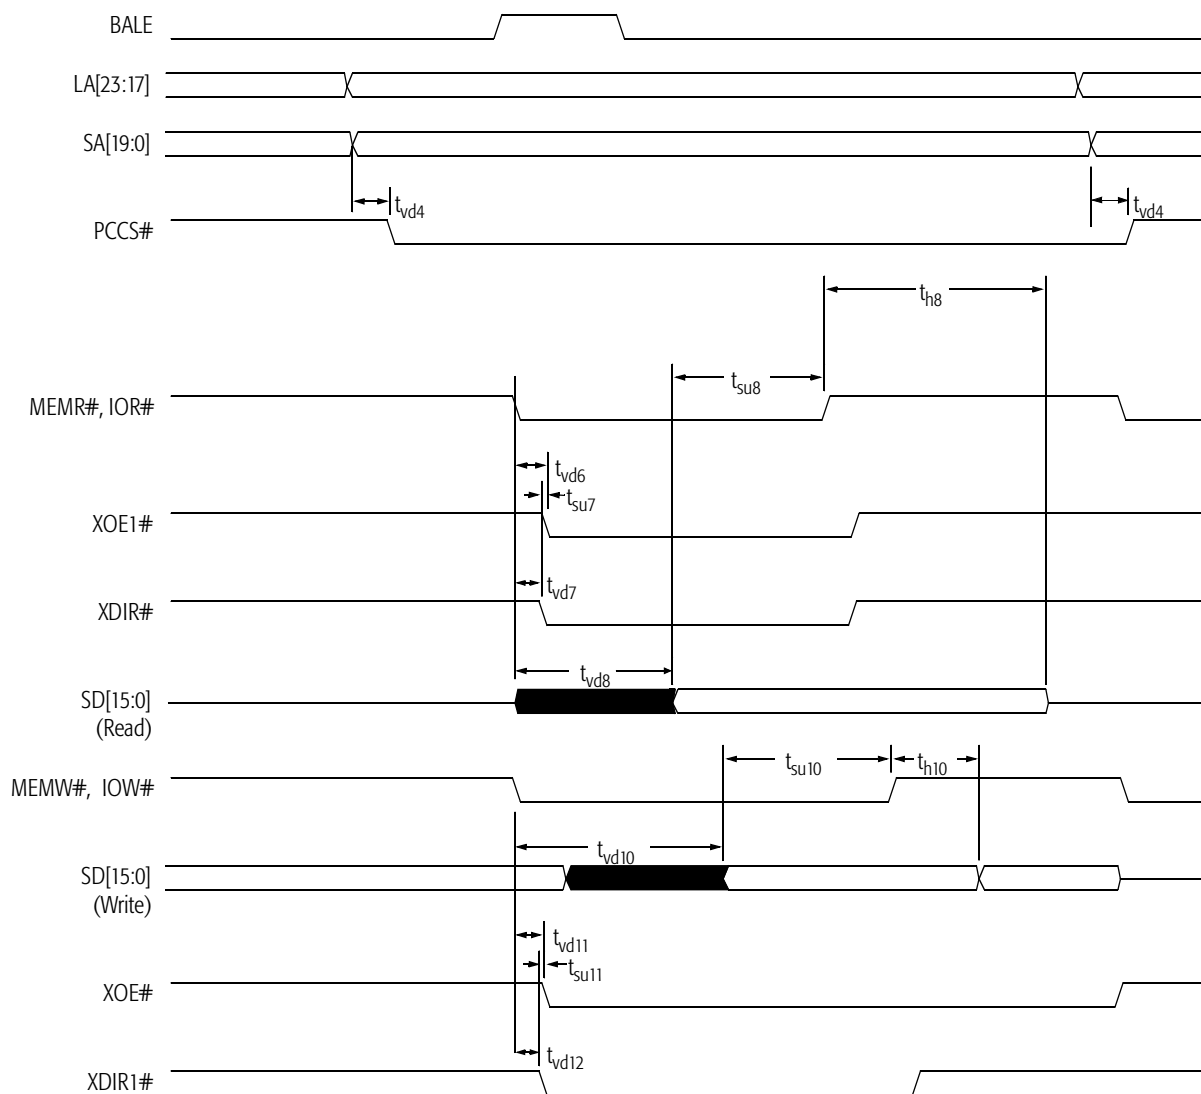 BALE
LA[23:17]
SA[19:0]
tvd4
tvd4
PCCS#
th8
tsu8
MEMR#, IOR#
tvd6
tsu7
XOE1#
tvd7
XDIR#
tvd8
SD[15:0]
(Read)
tsu10
th10
MEMW#, IOW#
tvd10
SD[15:0]
(Write)
tvd11
tsu11
XOE#
tvd12
XDIR1#